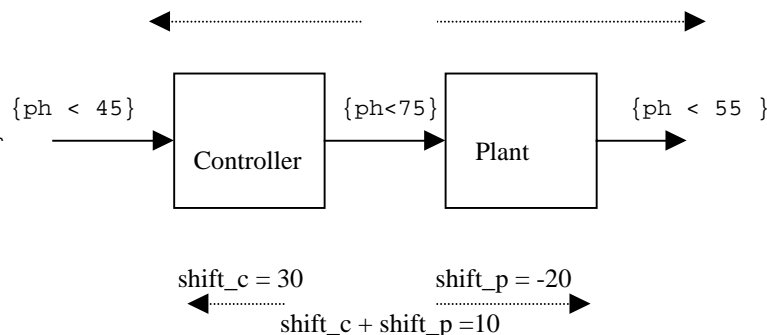 {ph < 45}
{ph<75}
{ph < 55 }
Controller
Plant
shift_c = 30
shift_p = -20
shift_c + shift_p =10